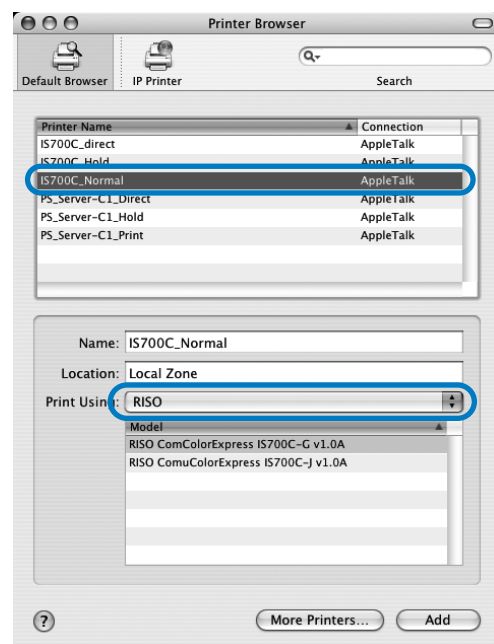 Printer Browser
Default Browser IP Printer Q Search
Printer Name Connection
IS700C_direct AppleTalk
IS700C_Hold AppleTalk
IS700C_Normal AppleTalk
PS_Server-C1_Direct AppleTalk
PS_Server-C1_Hold AppleTalk
PS_Server-C1_Print AppleTalk
Name: IS700C_Normal
Location: Local Zone
Print Using: RISO
Model
RISO ComColorExpress IS700C-G v1.0A
RISO ComuColorExpress IS700C-J v1.0A
? More Printers... Add